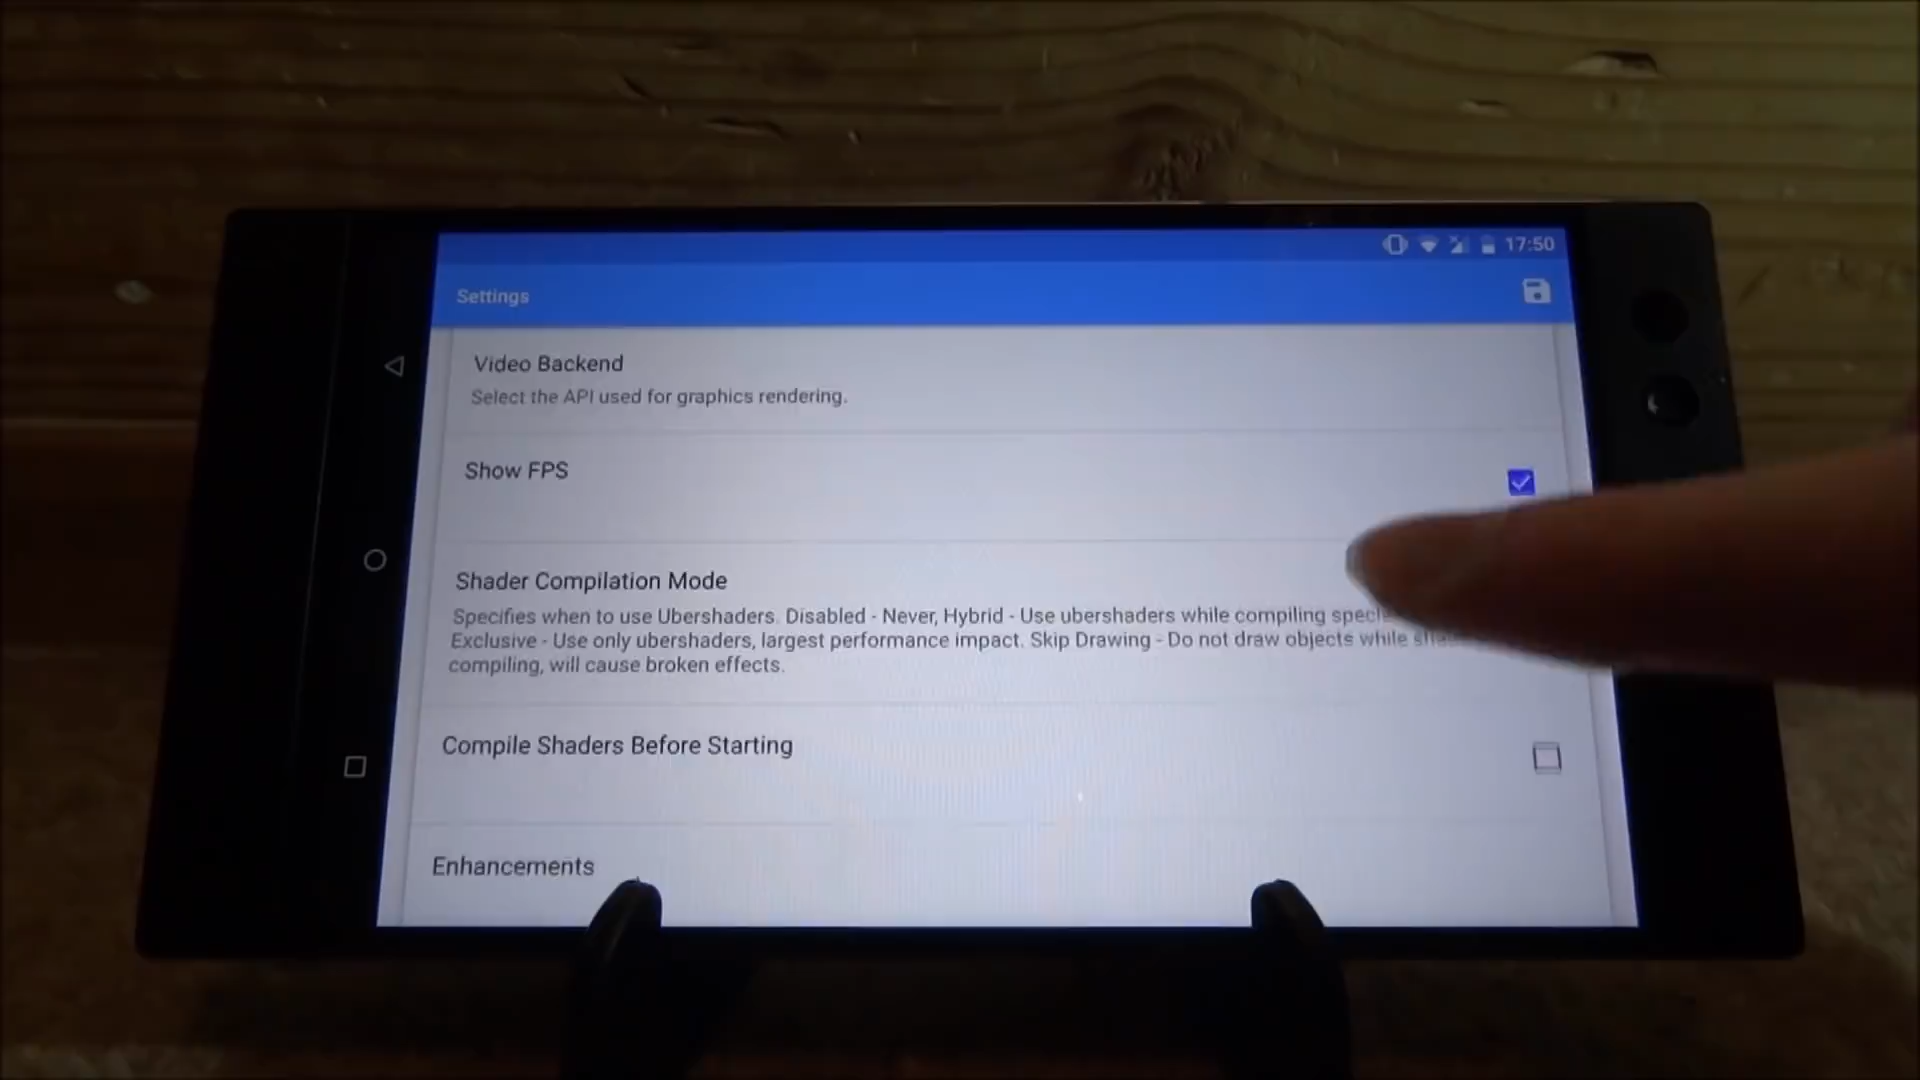 17:50
Settings
Video Backend
Select the API used for graphics rendering.
Show FPS
Shader Compilation Mode
Specifies when to use Ubershaders. Disabled - Never, Hybrid - Use ubershaders while compiling
Exclusive - Use only ubershaders, largest performance impact. Skip Drawing - Do not draw objects while
compiling, will cause broken effects.
Compile Shaders Before Starting
Enhancements